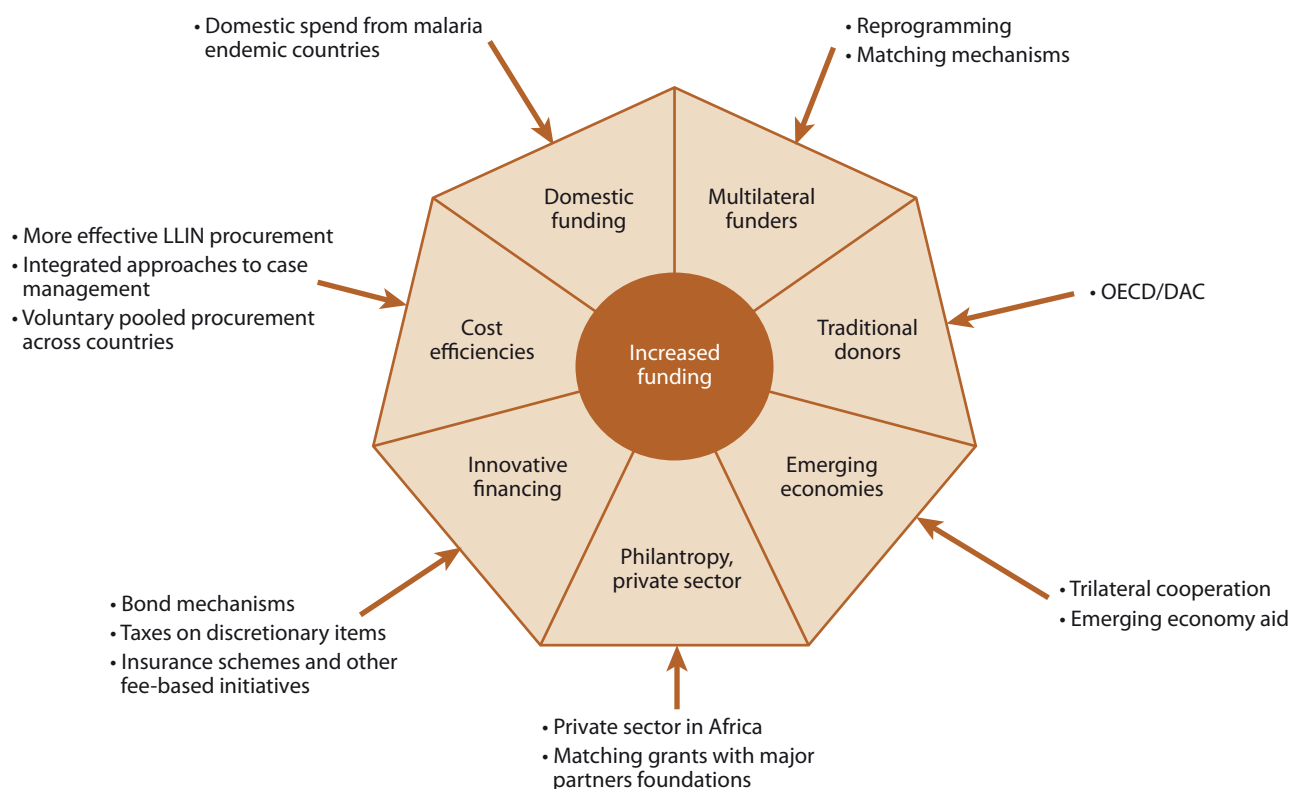 • Domestic spend from malaria
endemic countries
• Reprogramming
• Matching mechanisms
Domestic
funding
Multilateral
funders
• More effective LLIN procurement
• Integrated approaches to case
management
• Voluntary pooled procurement
across countries
• OECD/DAC
Cost
efficiencies
Increased
funding
Traditional
donors
Innovative
financing
Emerging
economies
Philantropy,
private sector
• Bond mechanisms
• Taxes on discretionary items
• Insurance schemes and other
fee-based initiatives
• Trilateral cooperation
• Emerging economy aid
• Private sector in Africa
• Matching grants with major
partners foundations